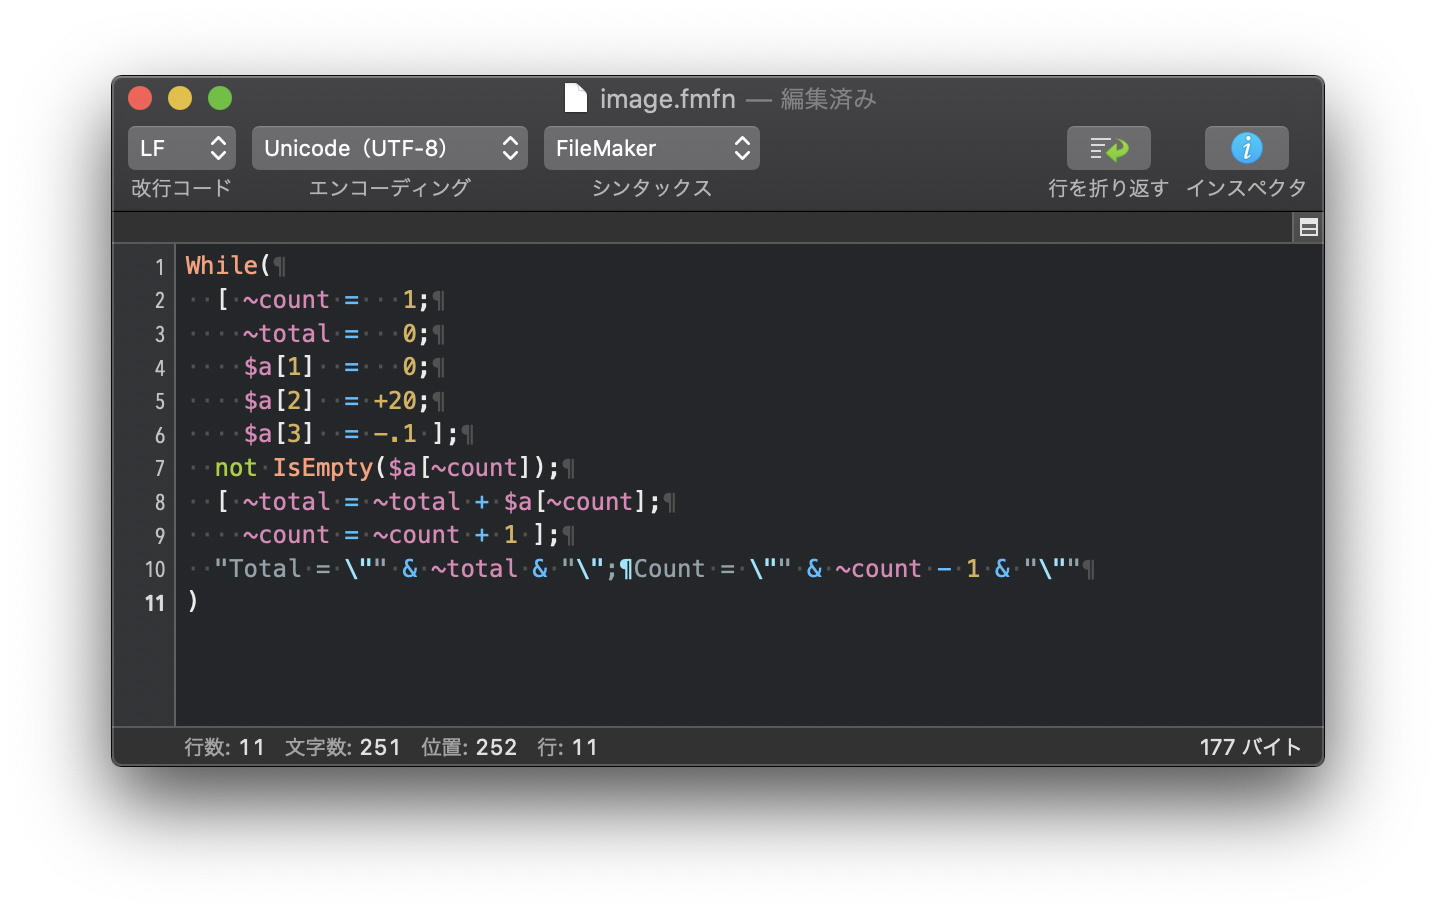 image.fmfn — 編集済み
LF Unicode（UTF-8） FileMaker
改行コード エンコーディング シンタックス 行を折り返す インスペクタ
1 While(¶
2 ··[·~count·=···1;¶
3 ····~total·=···0;¶
4 ····$a[1]··=···0;¶
5 ····$a[2]··=·+20;¶
6 ····$a[3]··=·-.1·];¶
7 ··not·IsEmpty($a[~count]);¶
8 ··[·~total·=·~total·+·$a[~count];¶
9 ····~count·=·~count·+·1·];¶
10 ··"Total·=·\""·&·~total·&·"\";¶Count·=·\""·&·~count·-·1·&·"\""¶
11 )
行数: 11 文字数: 251 位置: 252 行: 11 177 バイト